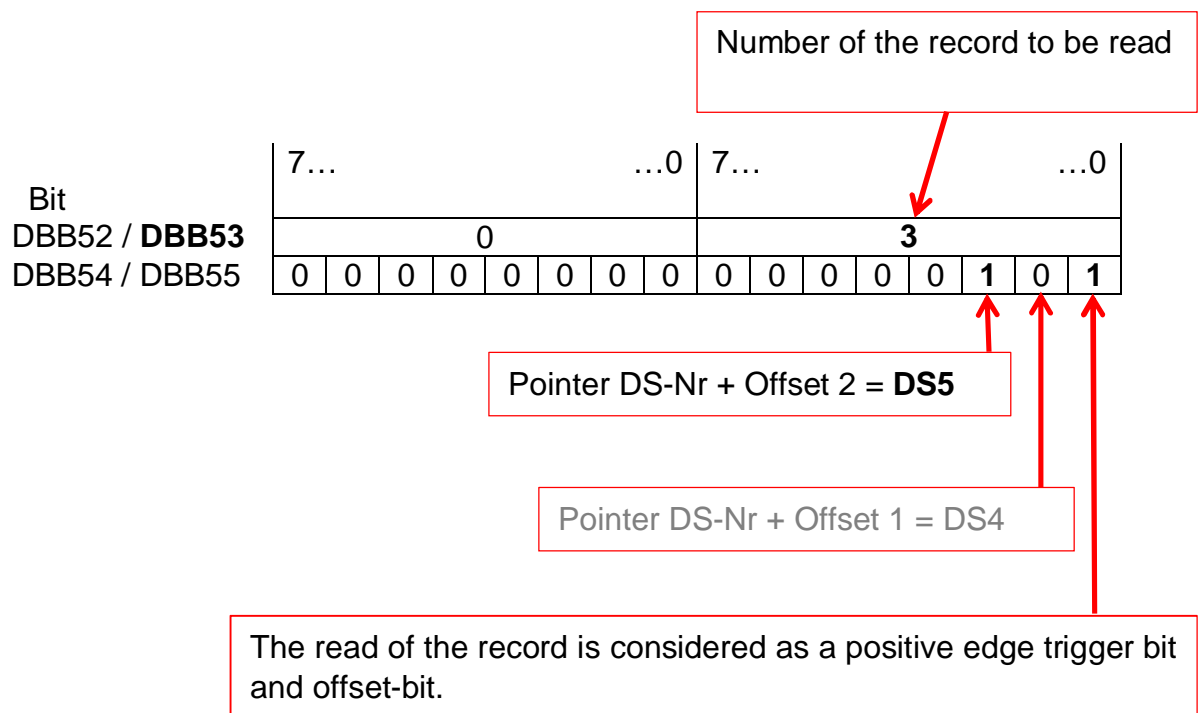 Number of the record to be read
7… …0 7… …0
Bit
DBB52 / DBB53 0 3
DBB54 / DBB55 0 0 0 0 0 0 0 0 0 0 0 0 0 1 0 1
Pointer DS-Nr + Offset 2 = DS5
Pointer DS-Nr + Offset 1 = DS4
The read of the record is considered as a positive edge trigger bit
and offset-bit.